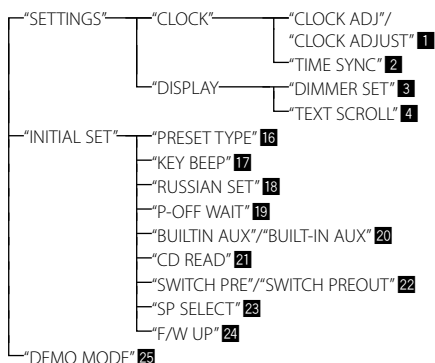 “SETTINGS” “CLOCK” “CLOCK ADJ”/
“CLOCK ADJUST” 1
“TIME SYNC” 2
“DISPLAY “DIMMER SET” 3
“TEXT SCROLL” 4
“INITIAL SET” “PRESET TYPE” 16
“KEY BEEP” 17
“RUSSIAN SET” 18
“P-OFF WAIT” 19
“BUILTIN AUX”/“BUILT-IN AUX” 20
“CD READ” 21
“SWITCH PRE”/“SWITCH PREOUT” 22
“SP SELECT” 23
“F/W UP” 24
“DEMO MODE” 25